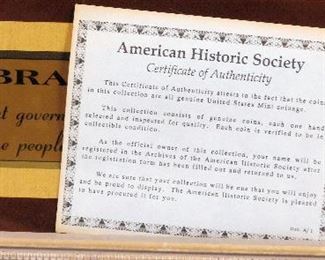 BRA
t govern
e people
American Historic Society
Certificate of Authenticity
This Certificate of Authenticity attests to the fact that the coins
in this collection are all genuine United States Mint coinage.
This collection consists of genuine coins, each one hand
selected and inspected for quality. Each coin is verified to be in
collectible condition.
As the official owner of this collection, your name will be
registered in the Archives of the American Historic Society after
the registration form has been filled out and returned to us.
We are sure that your collection will be one that you will enjoy
and be proud to display. The American Historic Society is pleased
to have procured it for you.